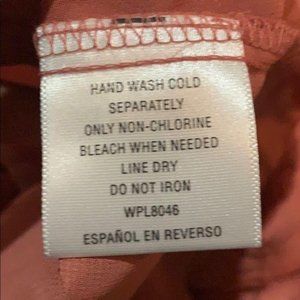 HAND WASH COLD
SEPARATELY
ONLY NON-CHLORINE
BLEACH WHEN NEEDED
LINE DRY
DO NOT IRON
WPL8046
ESPAÑOL EN REVERSO